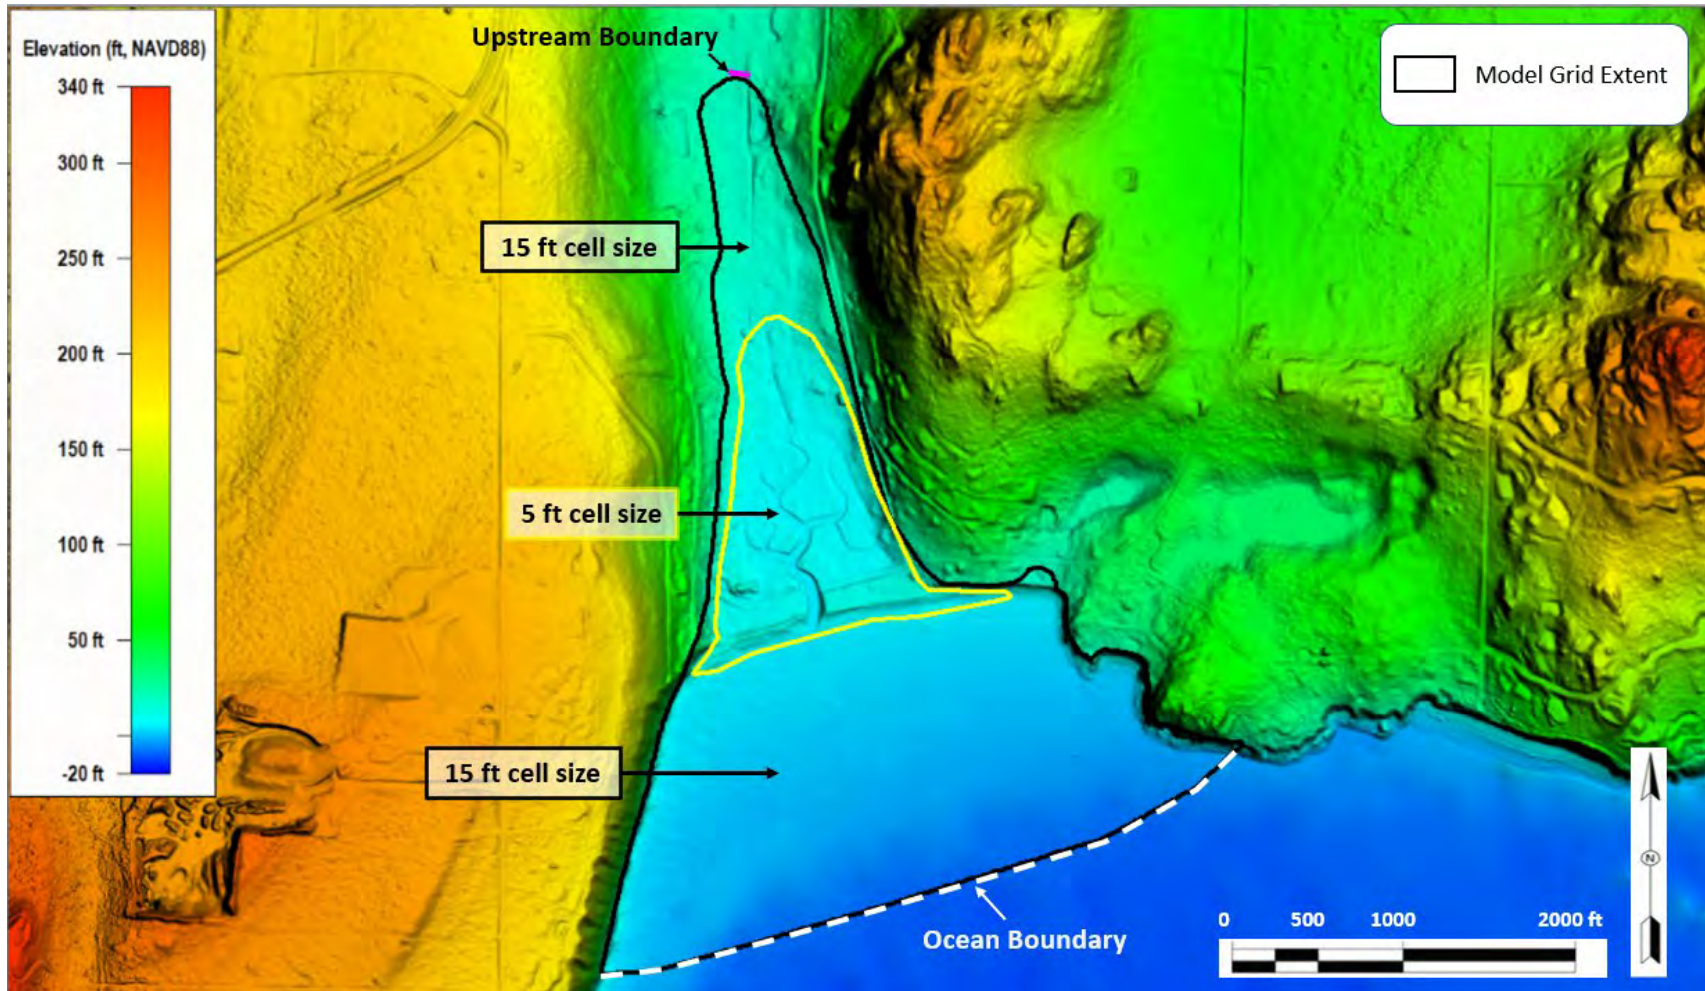 Upstream Boundary
Elevation (ft, NAVD88)
340 ft
300 ft
250 ft
200 ft
150 ft
100 ft
50 ft
-20 ft
Model Grid Extent
15 ft cell size
5 ft cell size
15 ft cell size
Ocean Boundary
0 500 1000 2000 ft
N